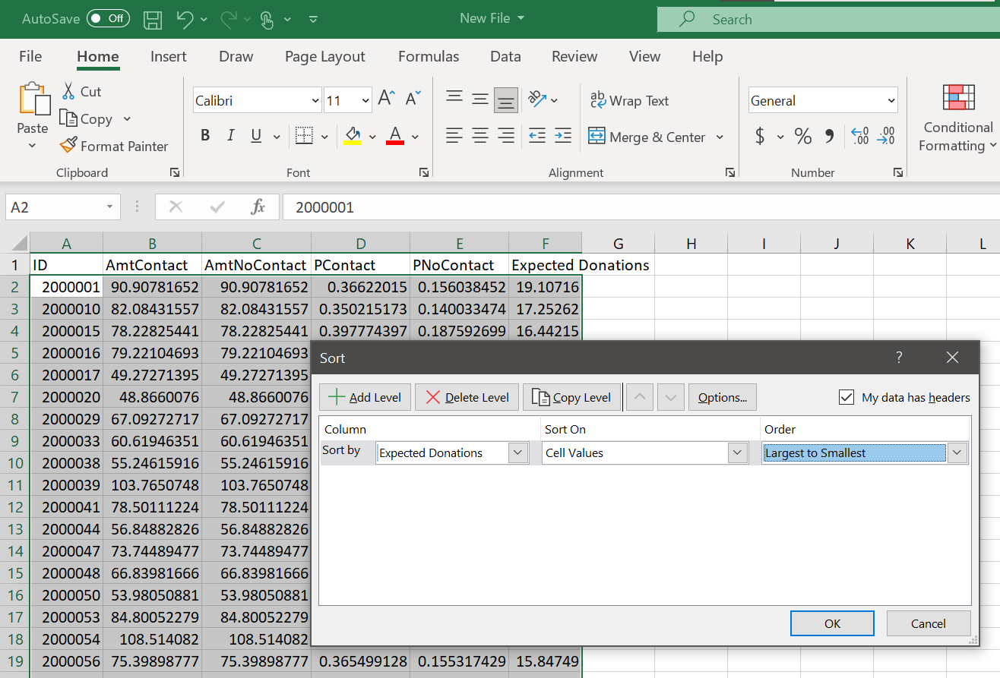 AutoSave Off New File Search
File Home Insert Draw Page Layout Formulas Data Review View Help
Paste
Cut
Copy
Format Painter
Clipboard
Calibri 11 A A
B I U A
Font
ab Wrap Text
Merge & Center
Alignment
General
$ % 9 .00 .00
Number
Conditional
Formatting
A2 fx 2000001
A B C D E F G H I J K L
1 ID AmtContact AmtNoContact PContact PNoContact Expected Donations
2 2000001 90.90781652 90.90781652 0.36622015 0.156038452 19.10716
3 2000010 82.08431557 82.08431557 0.350215173 0.140033474 17.25262
4 2000015 78.22825441 78.22825441 0.397774397 0.187592699 16.44215
5 2000016 79.22104693 79.22104693
6 2000017 49.27271395 49.27271395
7 2000020 48.8660076 48.8660076
8 2000029 67.09272717 67.09272717
9 2000033 60.61946351 60.61946351
10 2000038 55.24615916 55.24615916
11 2000039 103.7650748 103.7650748
12 2000041 78.50111224 78.50111224
13 2000044 56.84882826 56.84882826
14 2000047 73.74489477 73.74489477
15 2000048 66.83981666 66.83981666
16 2000050 53.98050881 53.98050881
17 2000053 84.80052279 84.80052279
18 2000054 108.514082 108.514082
19 2000056 75.39898777 75.39898777 0.365499128 0.155317429 15.84749
Sort ?
Add Level Delete Level Copy Level Options... My data has headers
Column Sort On Order
Sort by Expected Donations Cell Values Largest to Smallest
OK Cancel